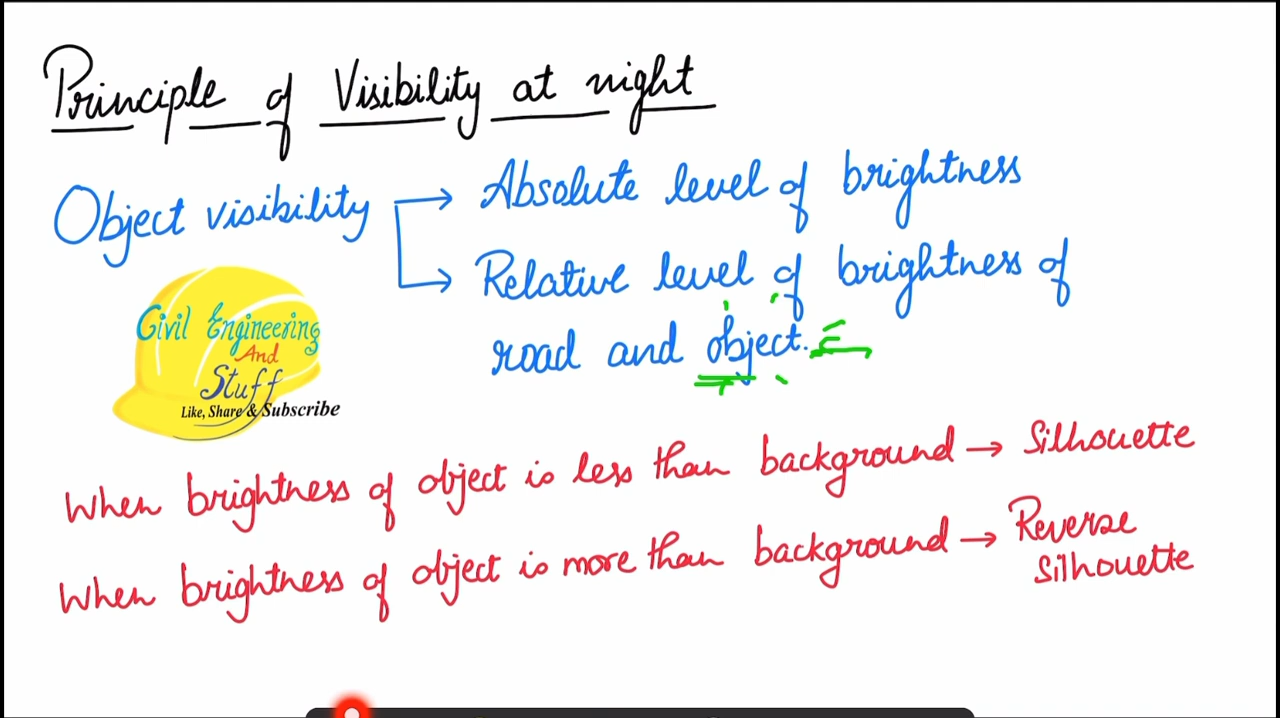 Principle of Visibility at night
Object visibility → Absolute level of brightness
→ Relative level of brightness of
road and object.
Civil Engineering
And
Stuff
Like, Share & Subscribe
When brightness of object is less than background → Silhouette
When brightness of object is more than background → Reverse
Silhouette